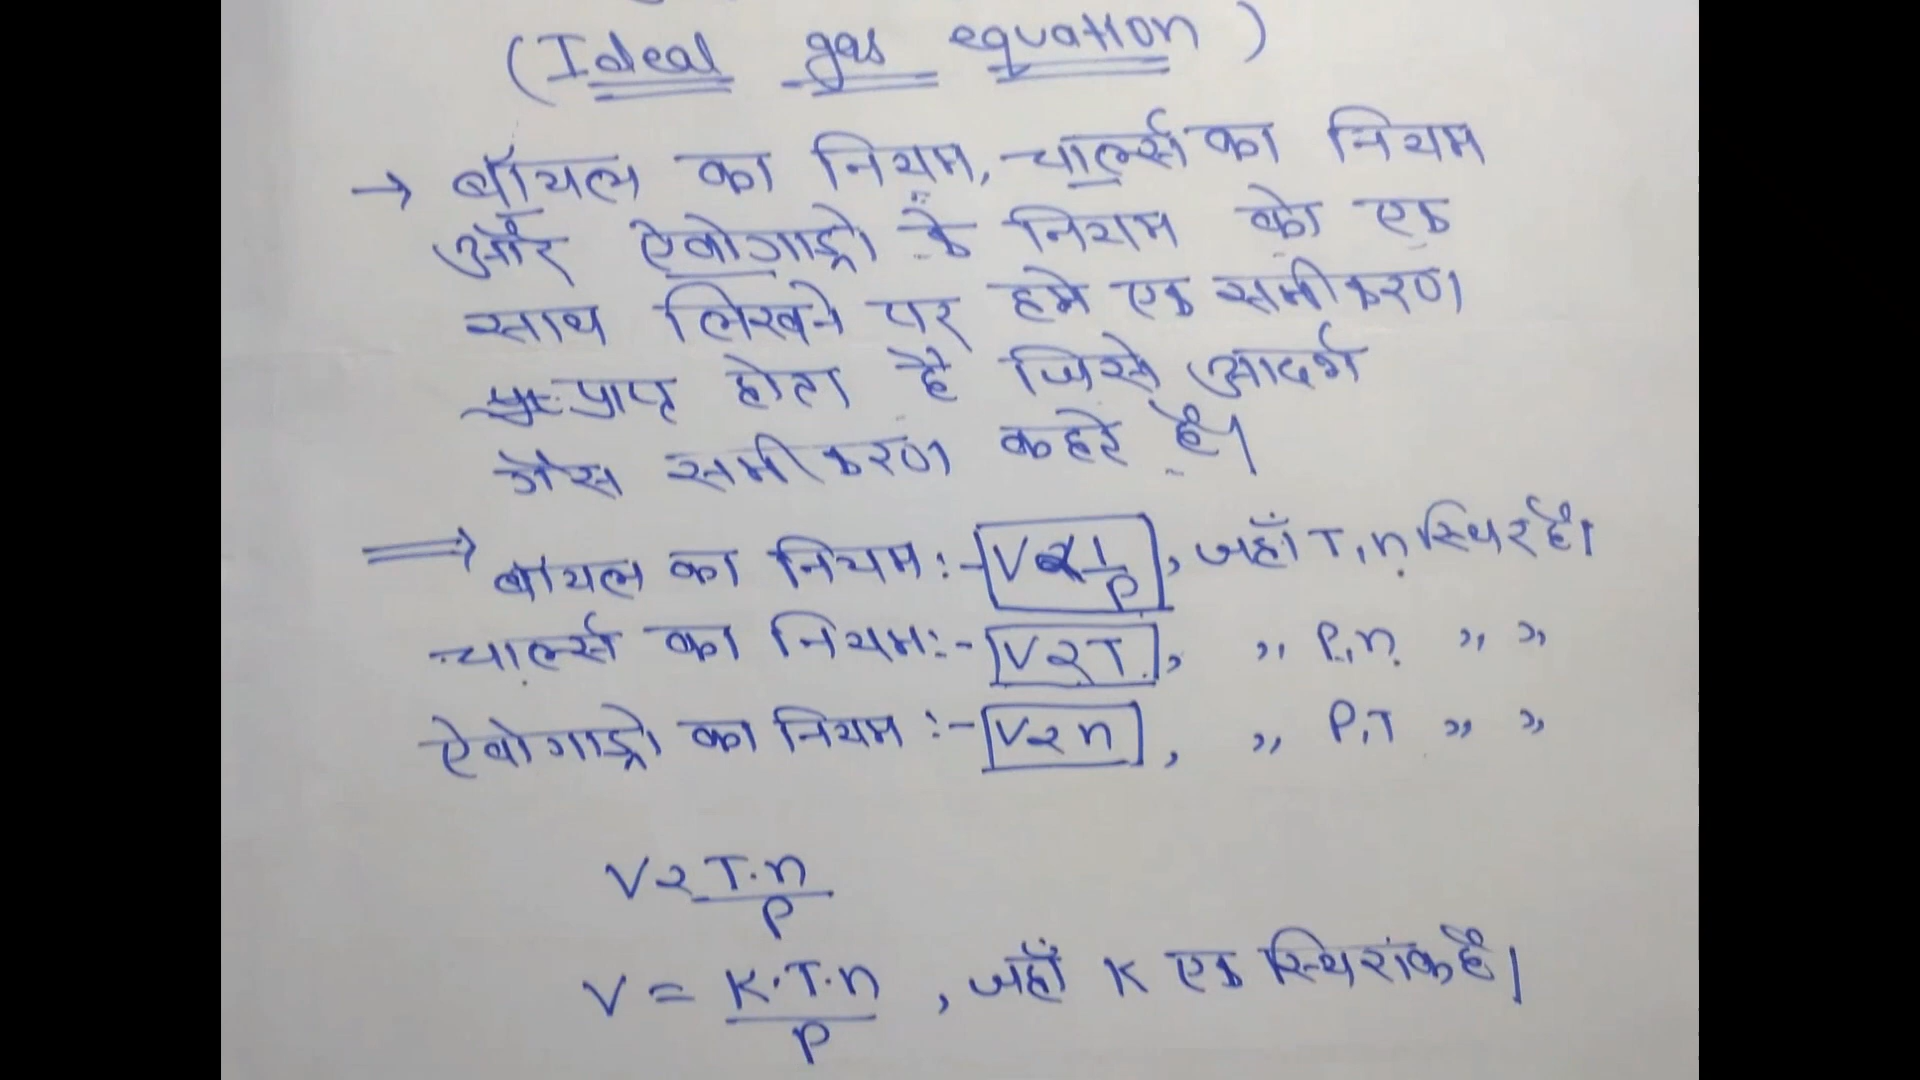 (Ideal gas equation)
→ बॉयल का नियम, चार्ल्स का नियम
और ऐवोगाड्रो के नियम को एक
साथ लिखने पर हमे एक समीकरण
प्राप्त होता है जिसे आदर्श
गैस समीकरण कहते है।
⟹ बॉयल का नियम :- V∝1/P, जहाँ T,n स्थिर है।
चार्ल्स का नियम:- V∝T, ,, P,n ,, ,,
ऐवोगाड्रो का नियम :- V∝n, ,, P,T ,, ,,
V∝T.n/P
V = K.T.n/P , जहाँ K एक स्थिरांक है।